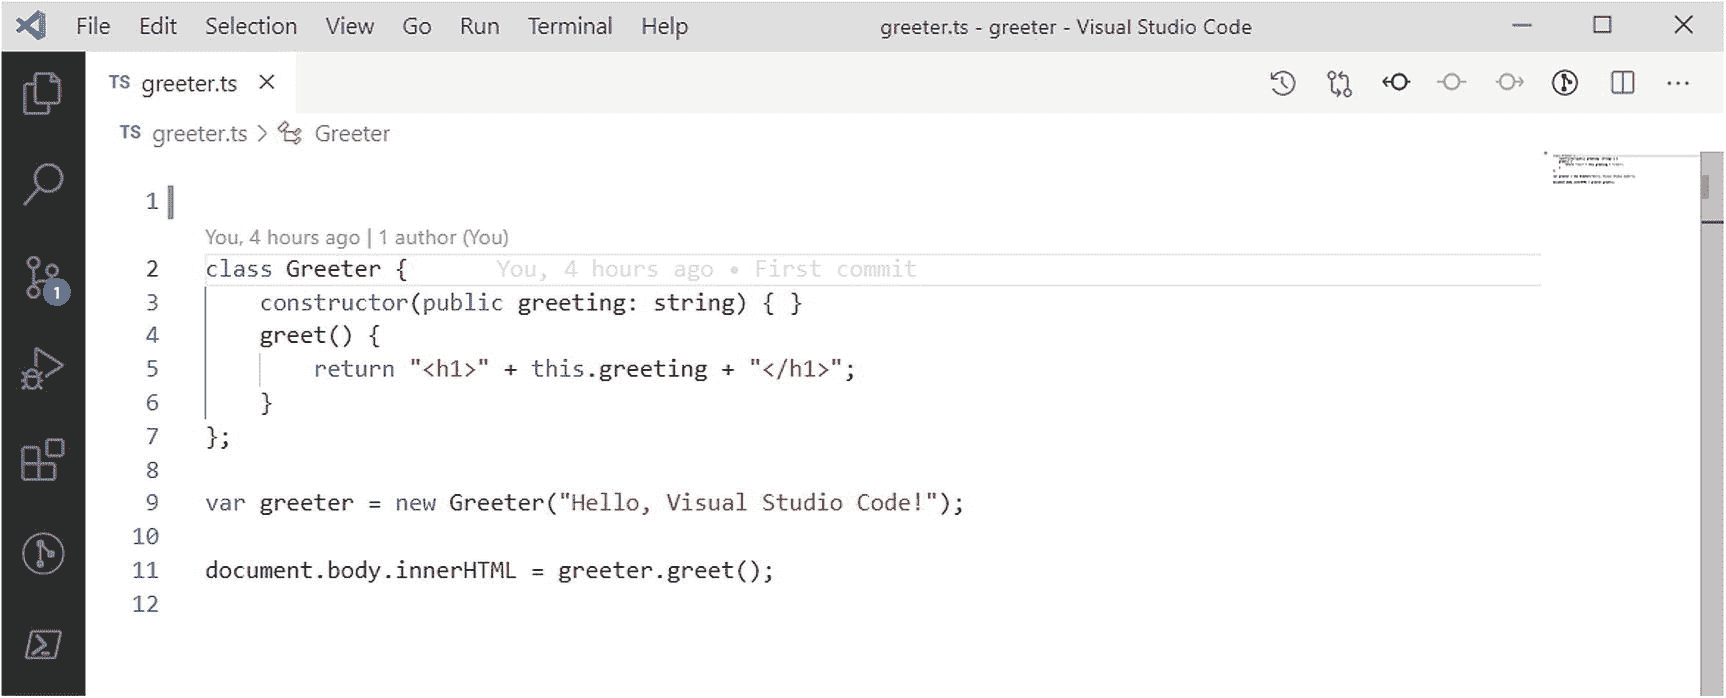 File Edit Selection View Go Run Terminal Help greeter.ts - greeter - Visual Studio Code
TS greeter.ts
TS greeter.ts > Greeter
1
You, 4 hours ago | 1 author (You)
2 class Greeter { You, 4 hours ago • First commit
3 constructor(public greeting: string) { }
4 greet() {
5 return "<h1>" + this.greeting + "</h1>";
6 }
7 };
8
9 var greeter = new Greeter("Hello, Visual Studio Code!");
10
11 document.body.innerHTML = greeter.greet();
12
1